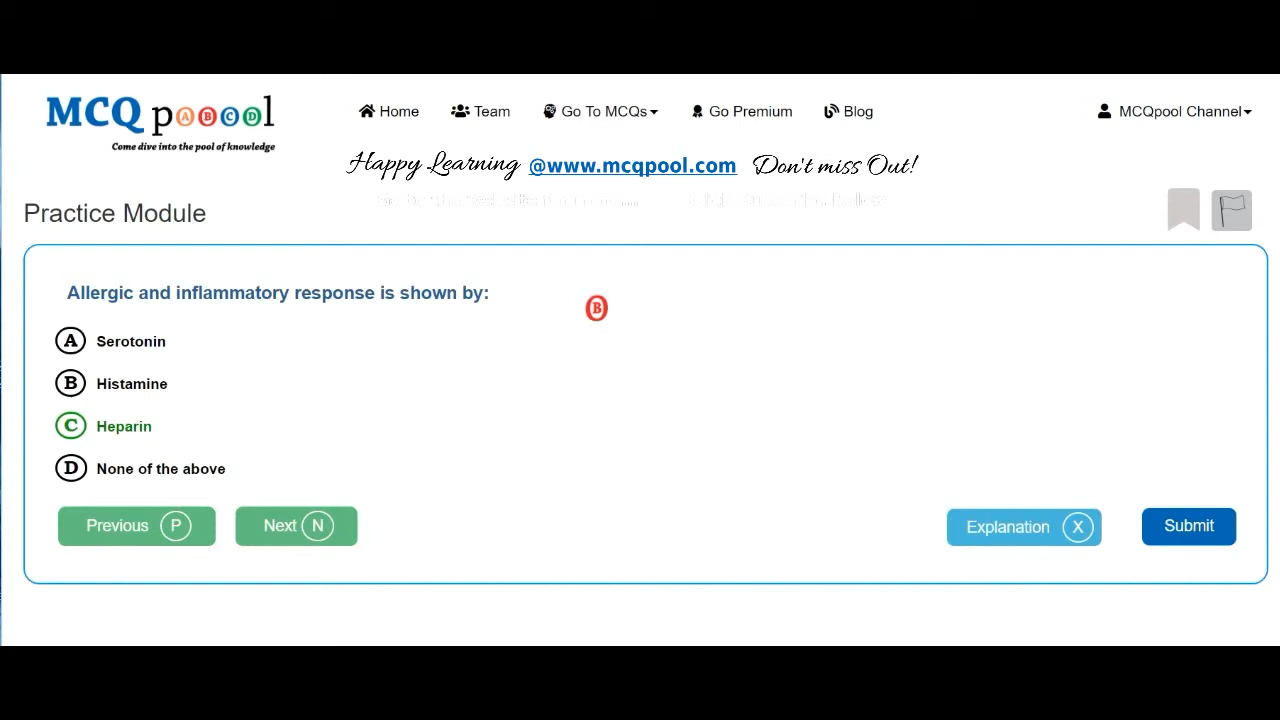 MCQ pooool
A B C D
Come dive into the pool of knowledge
Home Team Go To MCQs Go Premium Blog MCQpool Channel
Happy Learning @www.mcqpool.com Don't miss Out!
Practice Module
Allergic and inflammatory response is shown by:
B
A Serotonin
B Histamine
C Heparin
D None of the above
Previous P Next N Explanation X Submit